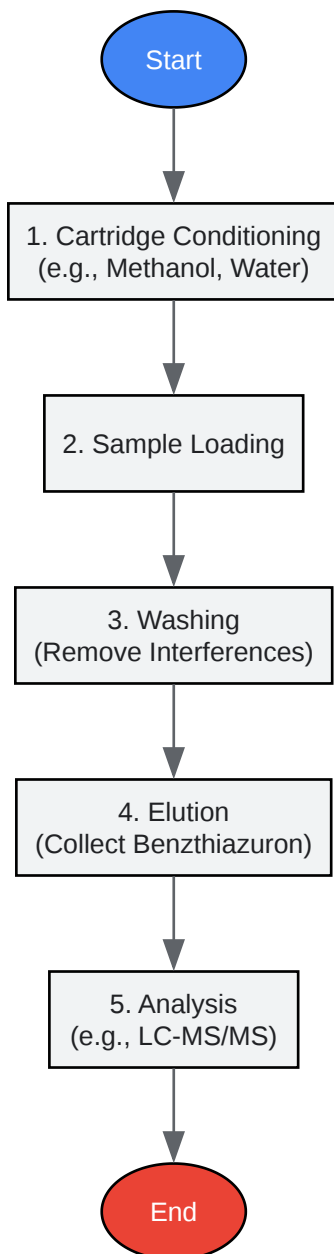 Start
1. Cartridge Conditioning
(e.g., Methanol, Water)
2. Sample Loading
3. Washing
(Remove Interferences)
4. Elution
(Collect Benzthiazuron)
5. Analysis
(e.g., LC-MS/MS)
End